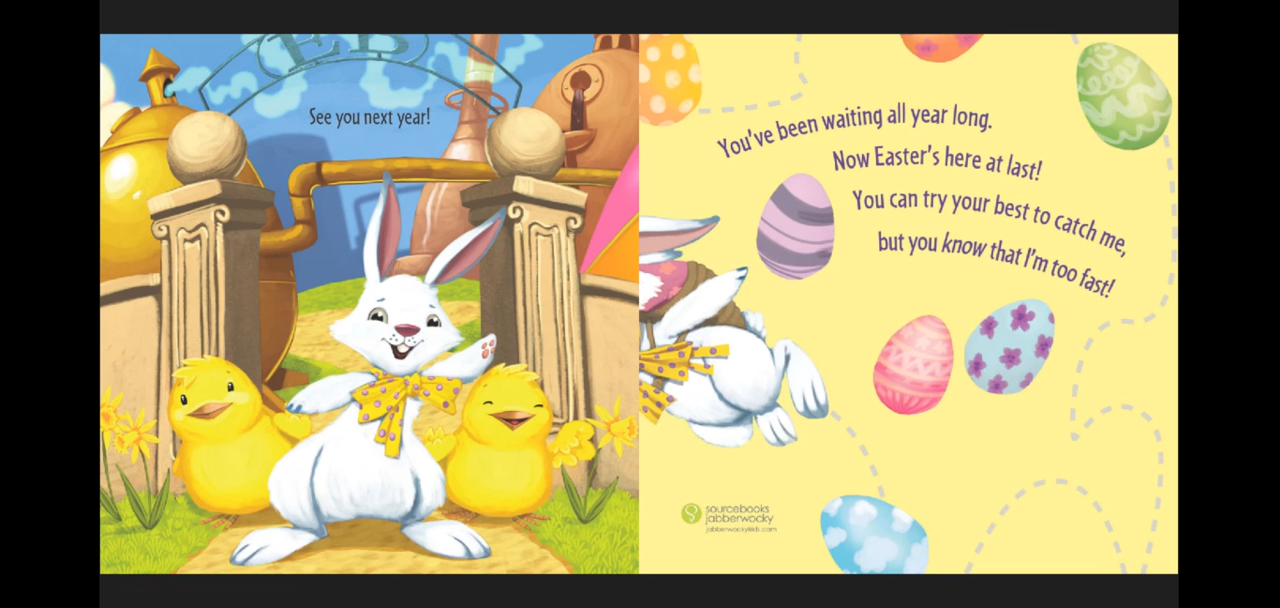 EB
See you next year!
You've been waiting all year long.
Now Easter's here at last!
You can try your best to catch me,
but you know that I'm too fast!
sourcebooks
jabberwocky
jabberwockykids.com